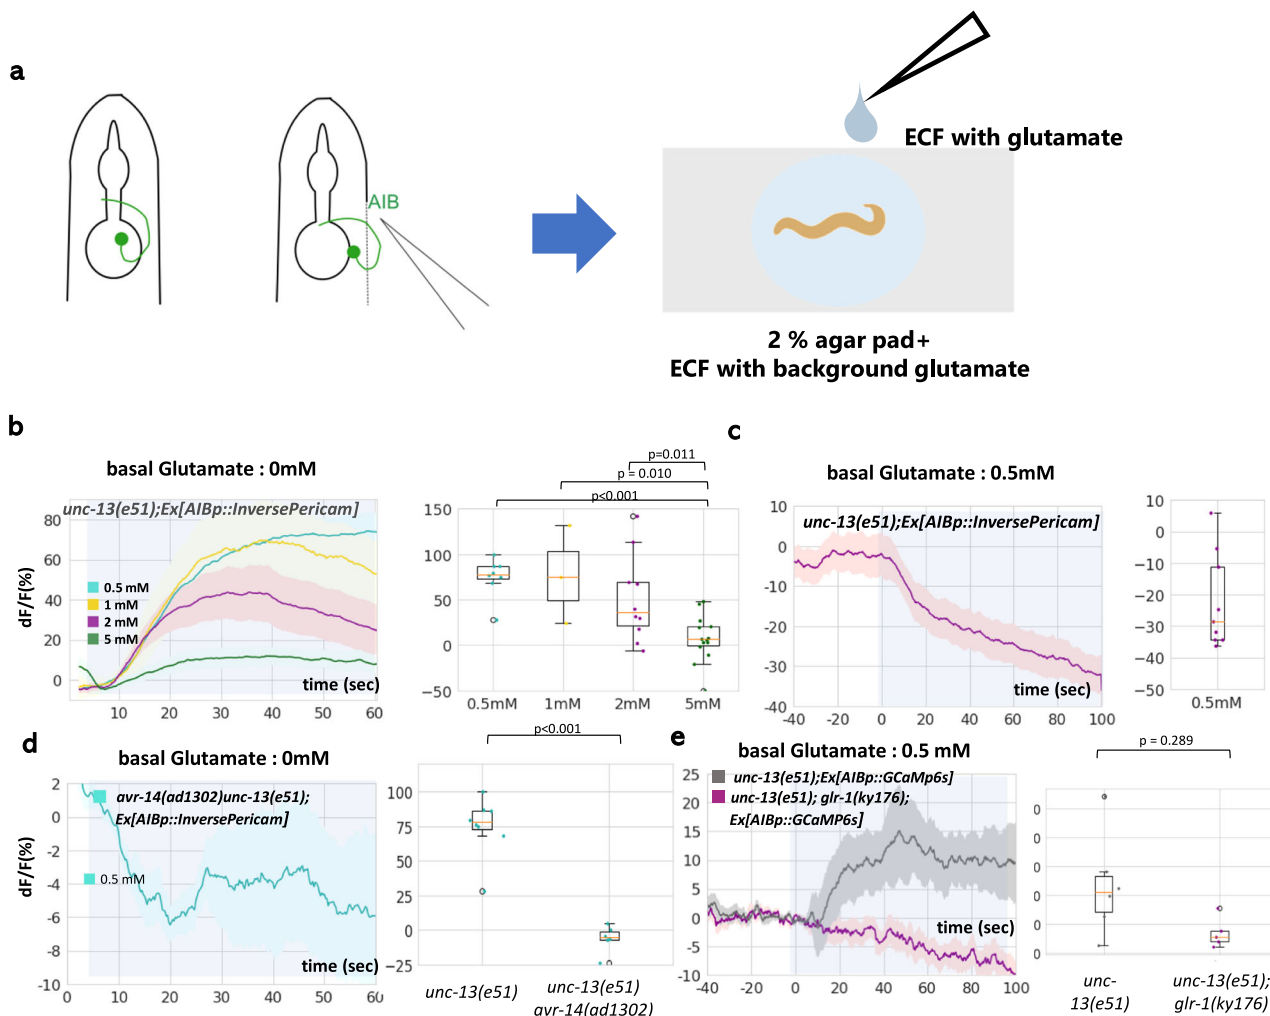 a
AIB
ECF with glutamate
2 % agar pad+
ECF with background glutamate
b
basal Glutamate : 0mM
unc-13(e51);Ex[AIBp::InversePericam]
dF/F(%)
80
60
40
20
0
0.5 mM
1 mM
2 mM
5 mM
time (sec)
10 20 30 40 50 60
p=0.011
p = 0.010
p<0.001
150
100
50
0
−50
0.5mM 1mM 2mM 5mM
c
basal Glutamate : 0.5mM
unc-13(e51);Ex[AIBp::InversePericam]
10
0
-10
-20
-30
-40
time (sec)
-40 -20 0 20 40 60 80 100
10
0
−10
−20
−30
−40
−50
0.5mM
d
basal Glutamate : 0mM
dF/F(%)
2
0
-2
-4
-6
-8
-10
avr-14(ad1302)unc-13(e51);
Ex[AIBp::InversePericam]
0.5 mM
time (sec)
0 10 20 30 40 50 60
p<0.001
100
75
50
25
0
−25
unc-13(e51)
unc-13(e51)
avr-14(ad1302)
e
basal Glutamate : 0.5 mM
unc-13(e51);Ex[AIBp::GCaMp6s]
unc-13(e51); glr-1(ky176);
Ex[AIBp::GCaMP6s]
25
20
15
10
5
0
-5
-10
time (sec)
-40 -20 0 20 40 60 80 100
p = 0.289
0
0
0
0
0
0
unc-
13(e51)
unc-13(e51);
glr-1(ky176)